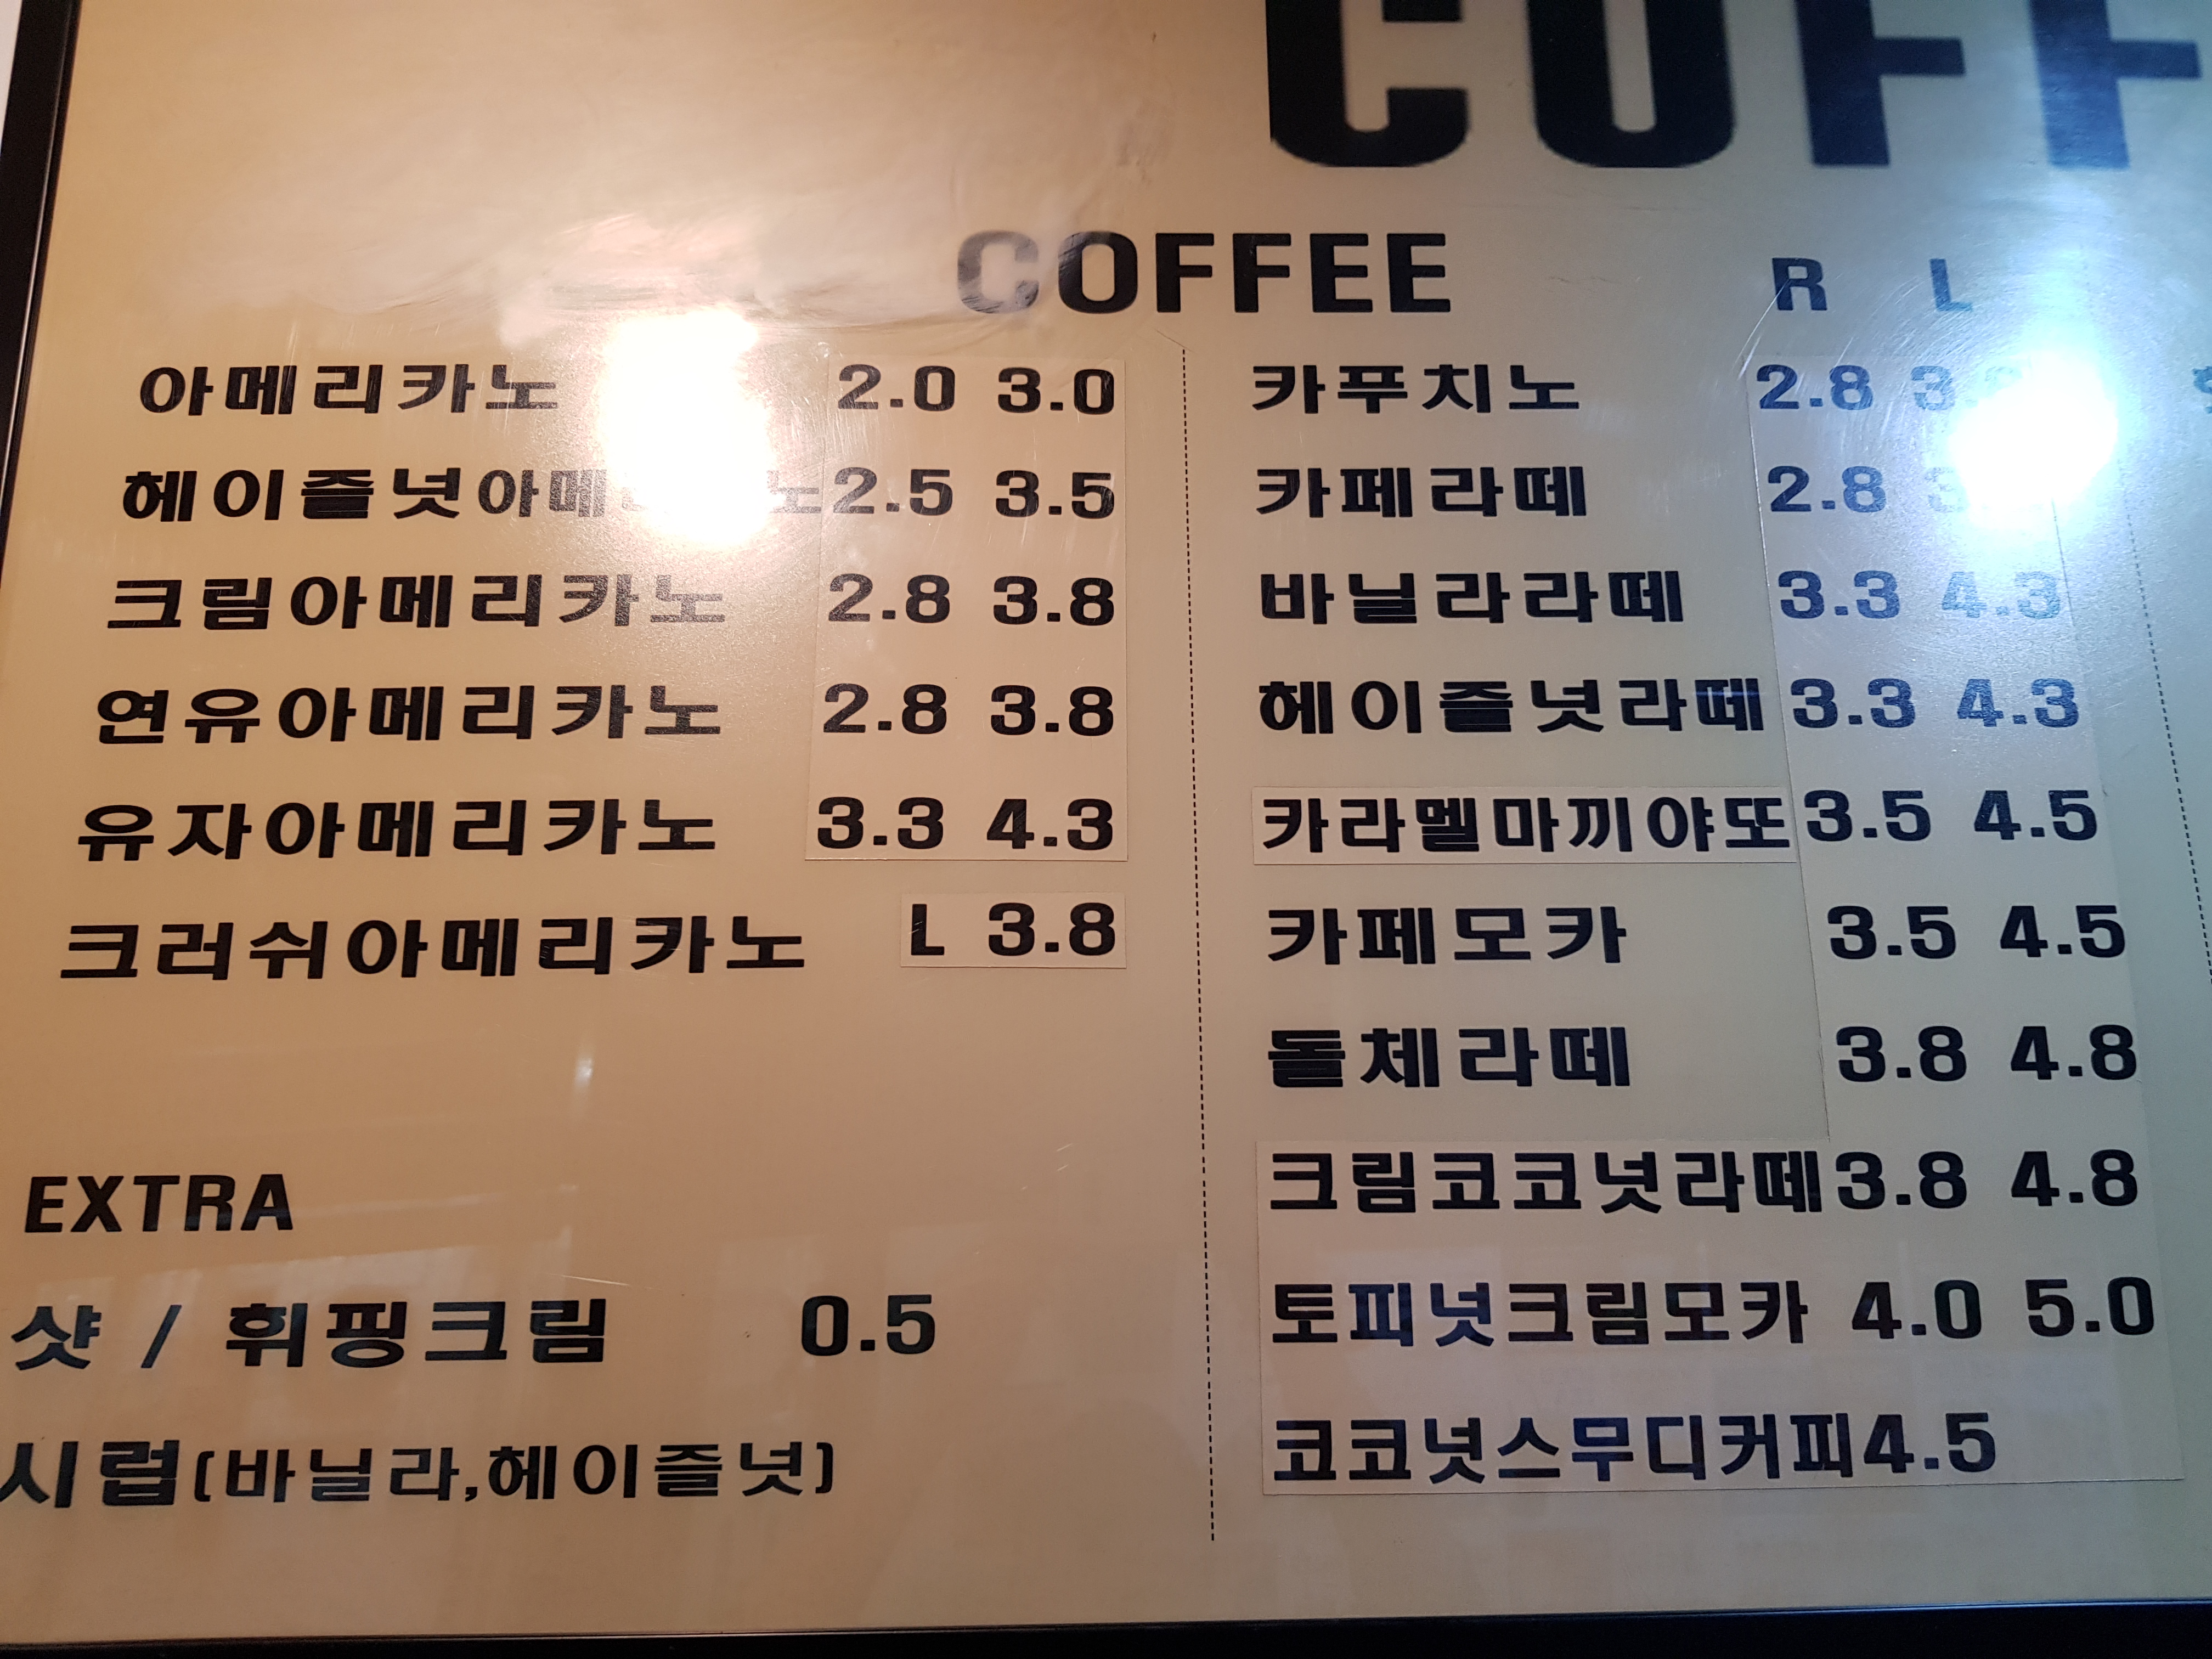 COFF
COFFEE
R L
아메리카노 2.0 3.0
헤이즐넛아메 노 2.5 3.5
크림아메리카노 2.8 3.8
연유아메리카노 2.8 3.8
유자아메리카노 3.3 4.3
크러쉬아메리카노 L 3.8
EXTRA
샷 / 휘핑크림 0.5
시럽(바닐라,헤이즐넛)
카푸치노 2.8
카페라떼 2.8
바닐라라떼 3.3 4.3
헤이즐넛라떼 3.3 4.3
카라멜마끼야또 3.5 4.5
카페모카 3.5 4.5
돌체라떼 3.8 4.8
크림코코넛라떼 3.8 4.8
토피넛크림모카 4.0 5.0
코코넛스무디커피 4.5